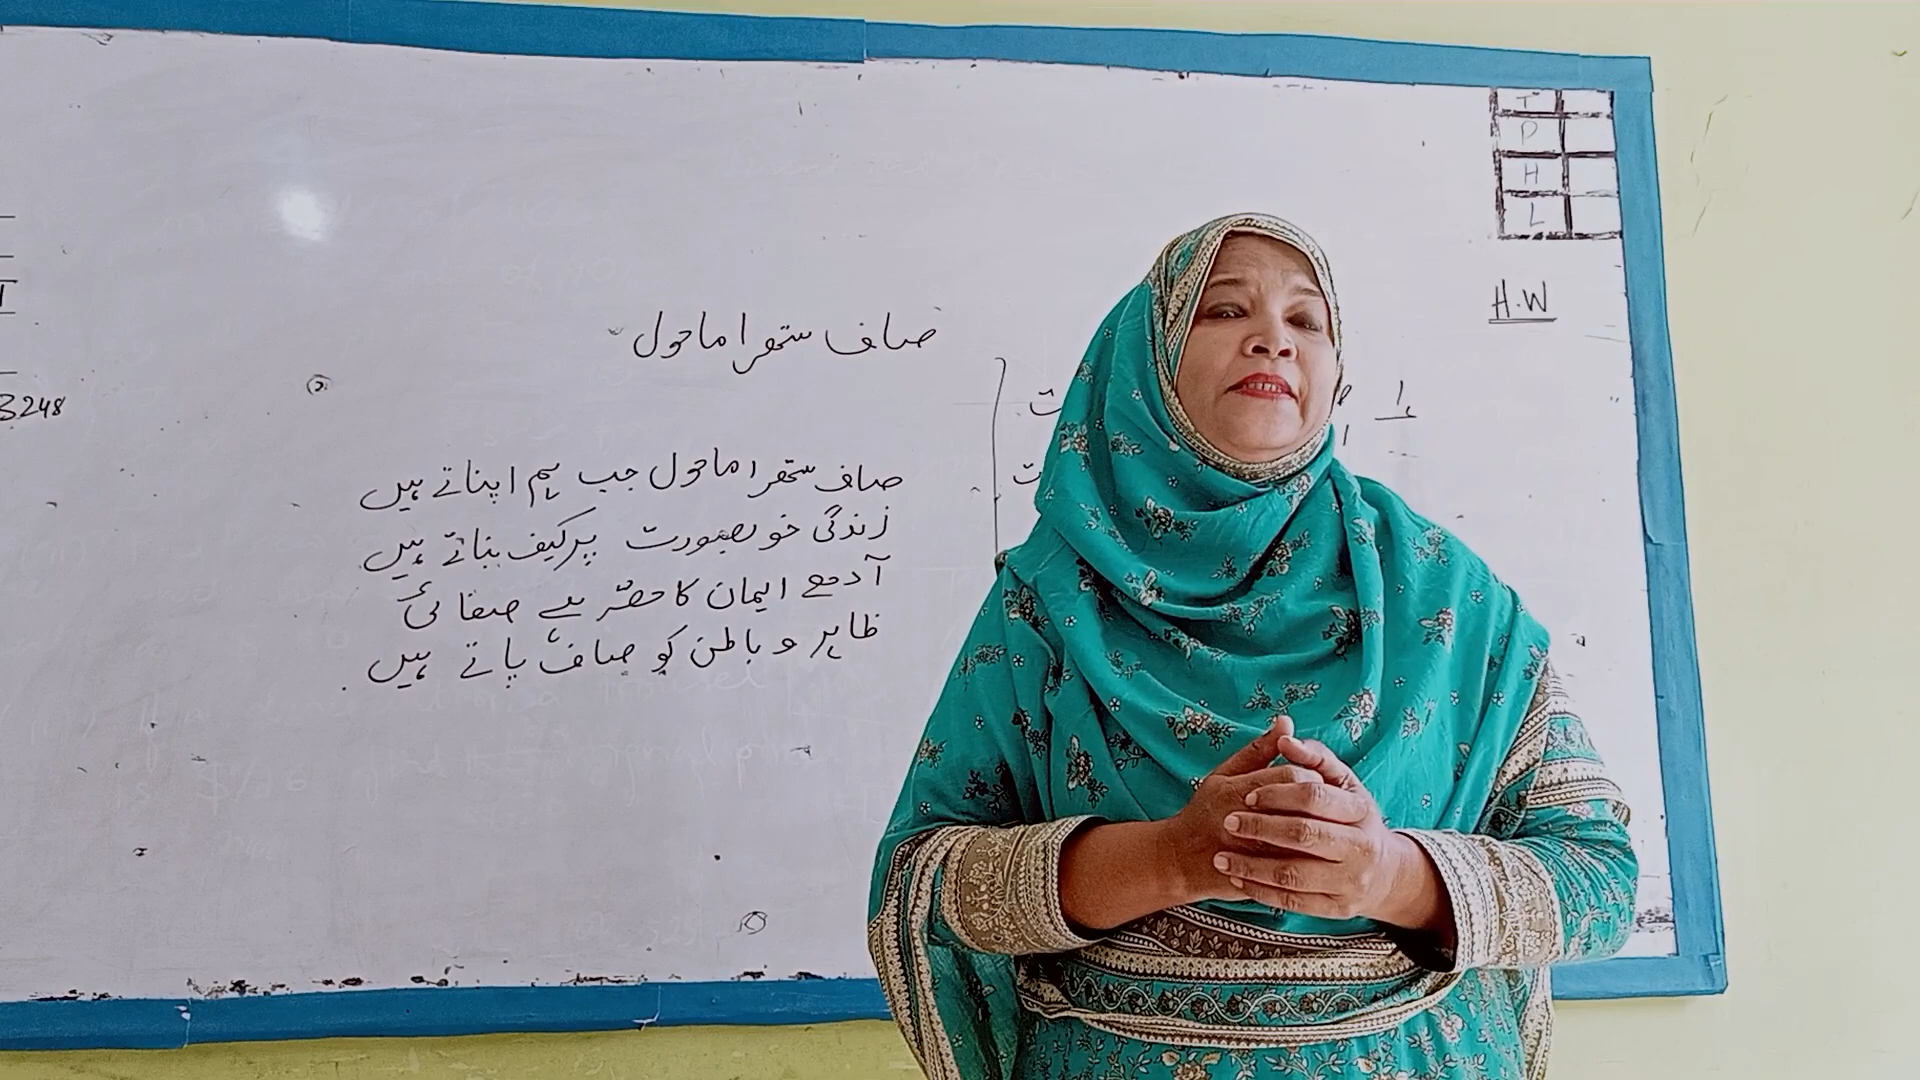 صاف ستھرا ماحول
صاف ستھرا ماحول جب ہم اپناتے ہیں
زندگی خوبصورت پرکیف بناتے ہیں
آدھے ایمان کا حصّہ ہے صفائی
ظاہر و باطن کو صاف پاتے ہیں
T
P
H
L
H.W
3248